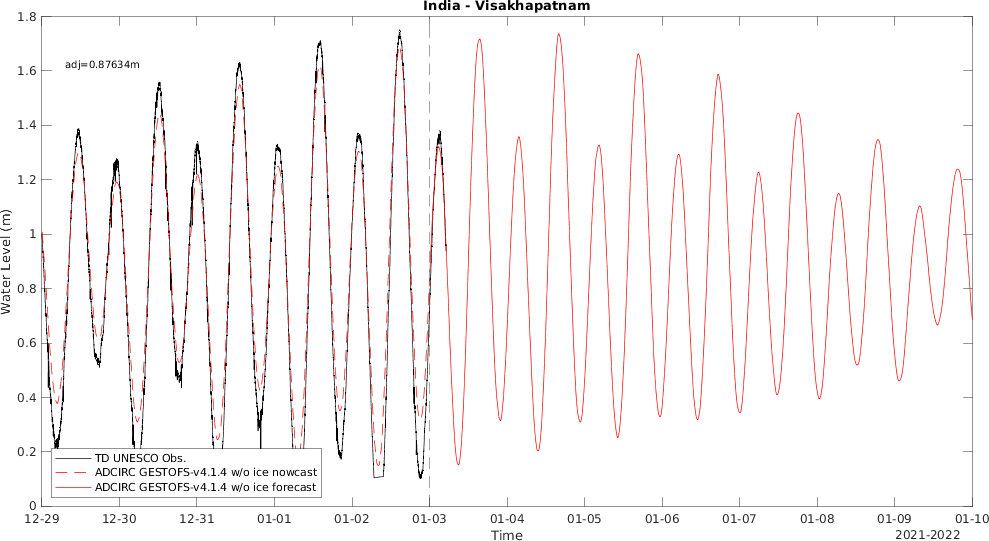 India - Visakhapatnam
1.8
1.6
1.4
1.2
1
0.8
0.6
0.4
0.2
0
Water Level (m)
adj=0.87634m
TD UNESCO Obs.
ADCIRC GESTOFS-v4.1.4 w/o ice nowcast
ADCIRC GESTOFS-v4.1.4 w/o ice forecast
12-29 12-30 12-31 01-01 01-02 01-03 01-04 01-05 01-06 01-07 01-08 01-09 01-10
Time
2021-2022